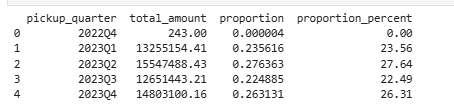 pickup_quarter total_amount proportion proportion_percent
0 2022Q4 243.00 0.000004 0.00
1 2023Q1 13255154.41 0.235616 23.56
2 2023Q2 15547488.43 0.276363 27.64
3 2023Q3 12651443.21 0.224885 22.49
4 2023Q4 14803100.16 0.263131 26.31